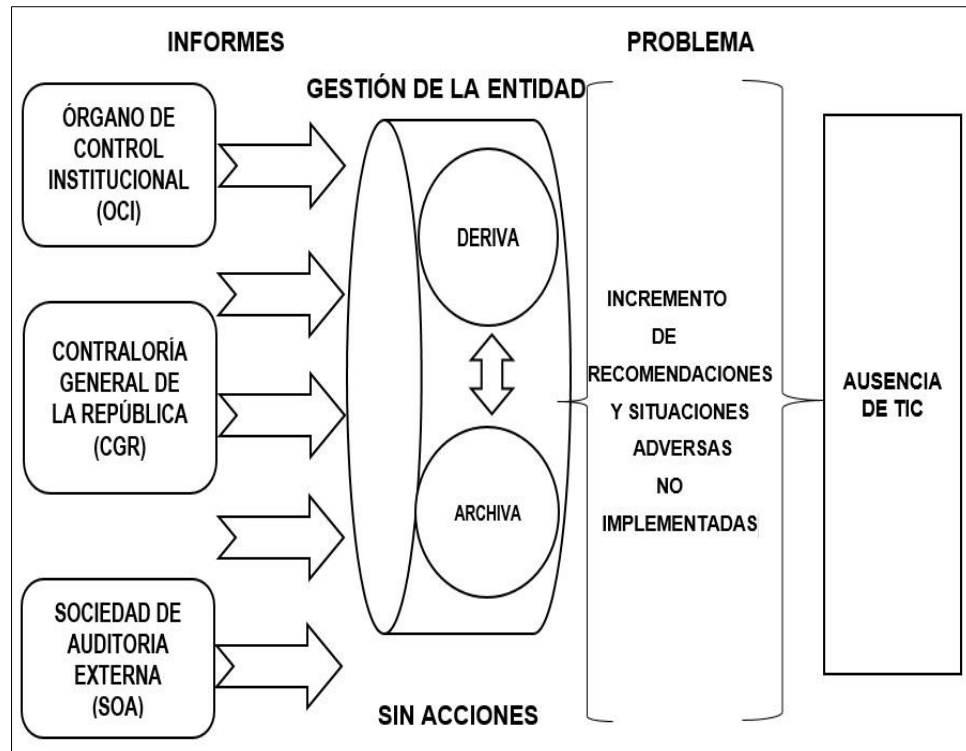 INFORMES
PROBLEMA
GESTIÓN DE LA ENTIDAD
ÓRGANO DE
CONTROL
INSTITUCIONAL
(OCI)
CONTRALORÍA
GENERAL DE
LA REPÚBLICA
(CGR)
SOCIEDAD DE
AUDITORIA
EXTERNA
(SOA)
DERIVA
ARCHIVA
SIN ACCIONES
INCREMENTO
DE
RECOMENDACIONES
Y SITUACIONES
ADVERSAS
NO
IMPLEMENTADAS
AUSENCIA
DE TIC